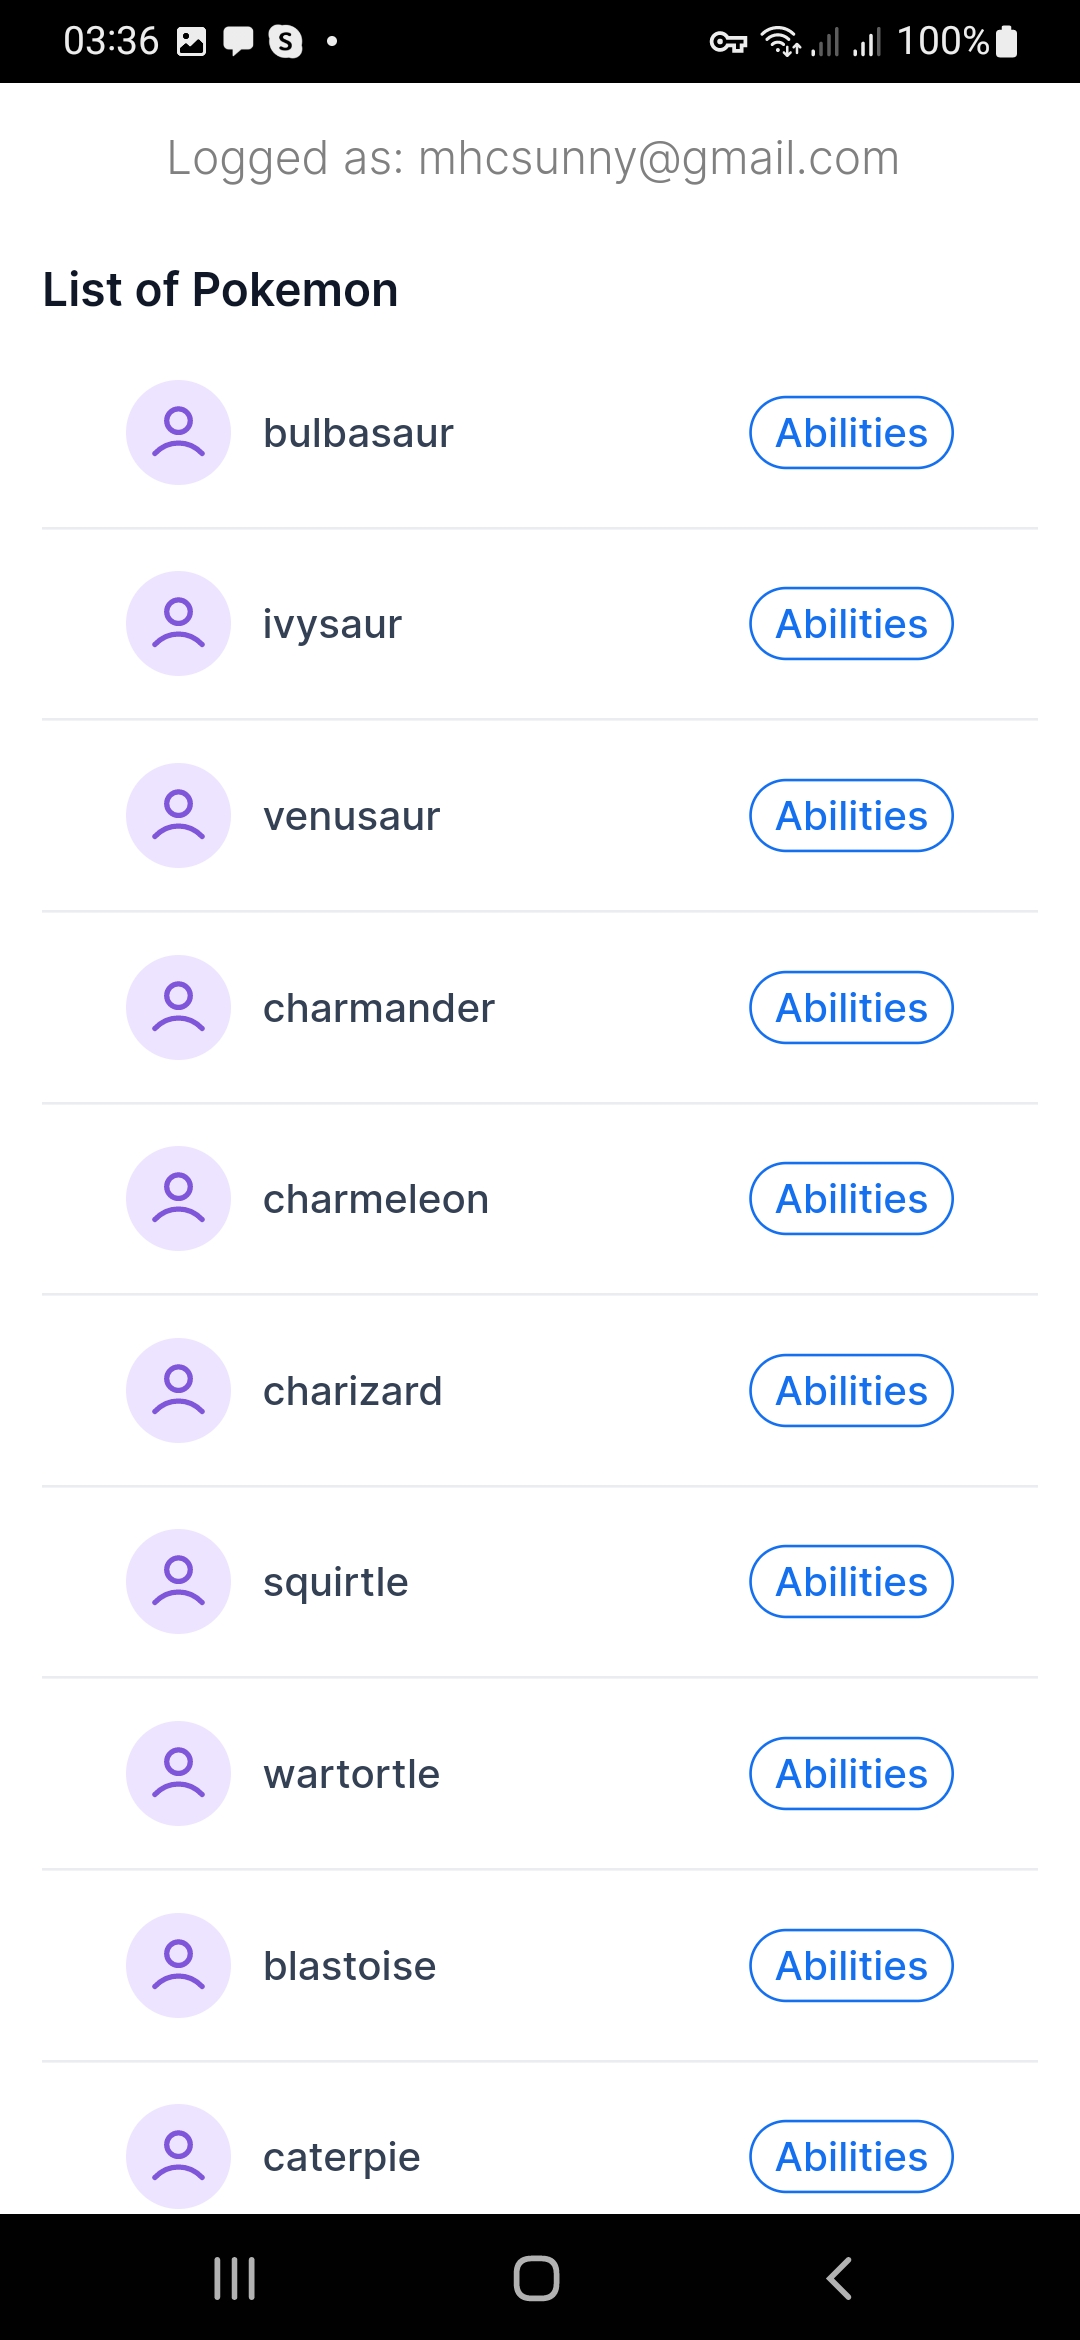 03:36 100%
Logged as: mhcsunny@gmail.com
List of Pokemon
bulbasaur Abilities
ivysaur Abilities
venusaur Abilities
charmander Abilities
charmeleon Abilities
charizard Abilities
squirtle Abilities
wartortle Abilities
blastoise Abilities
caterpie Abilities